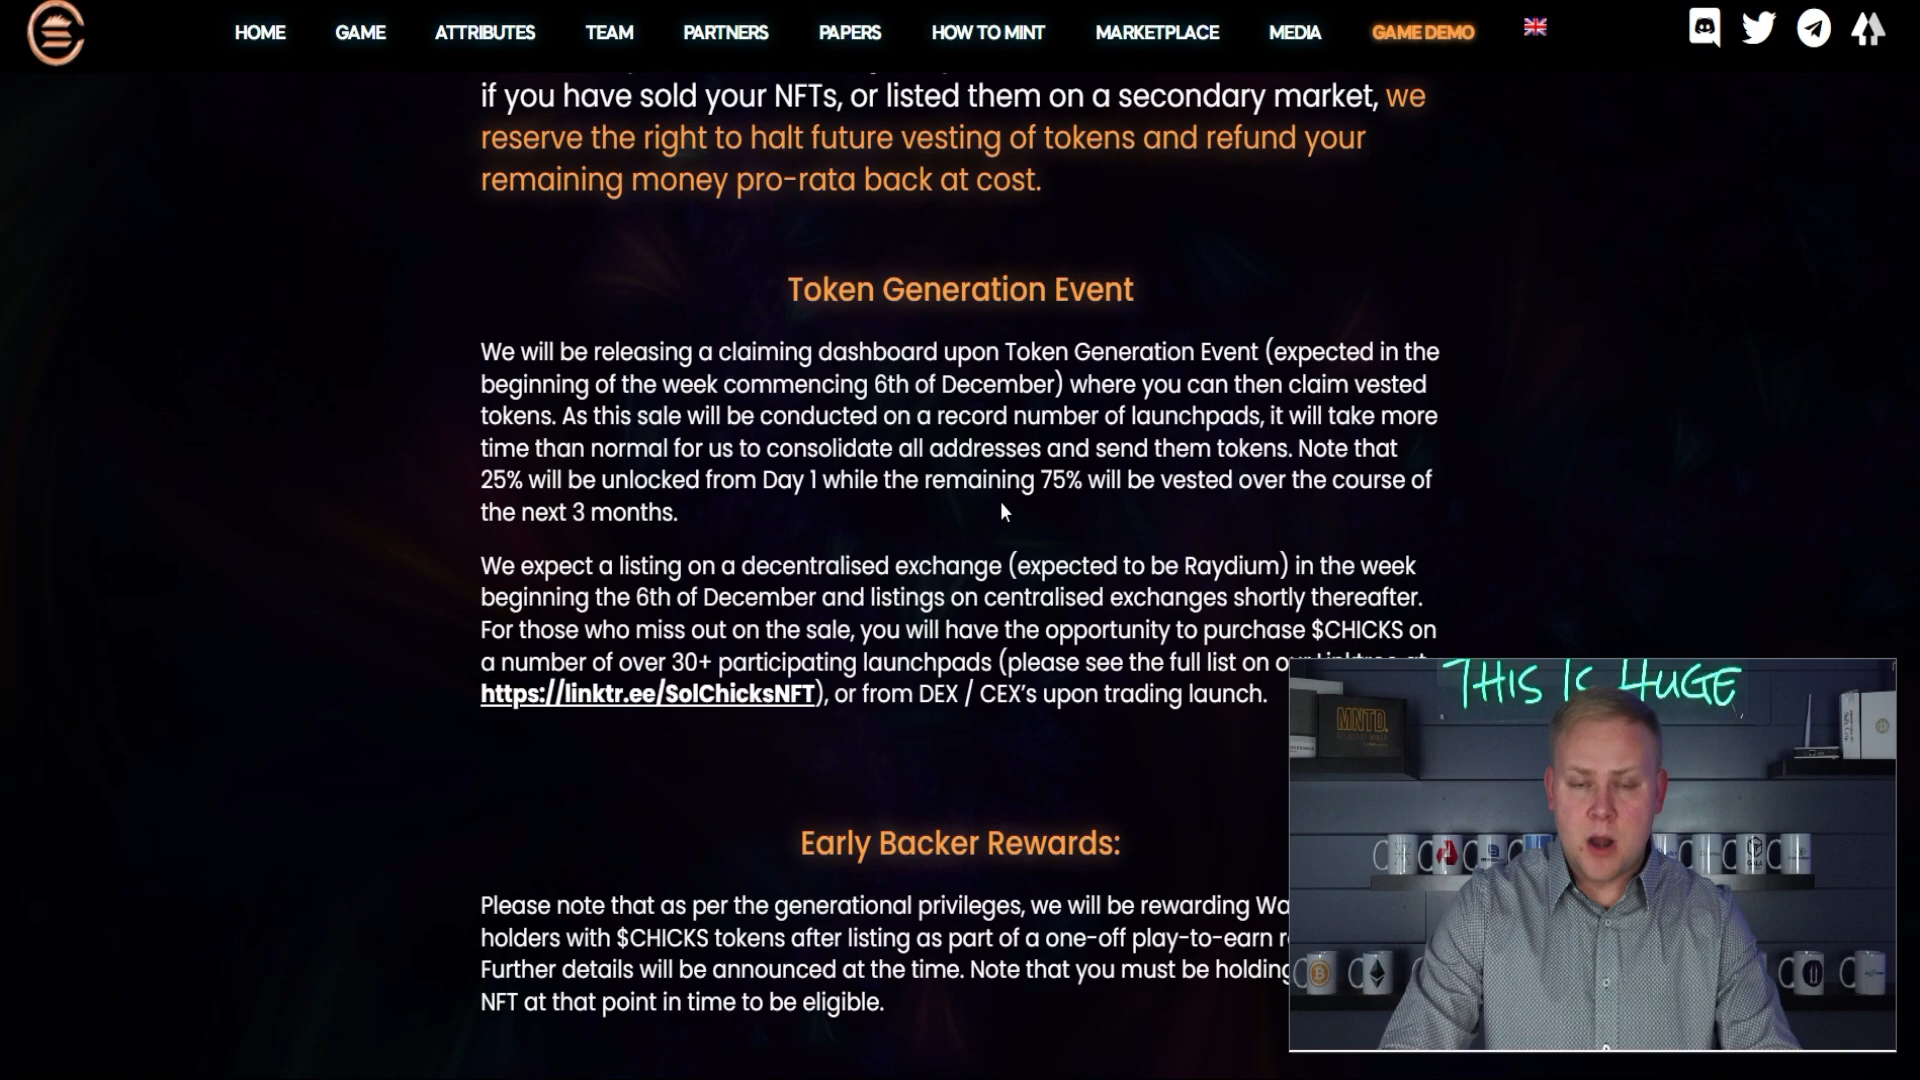 HOME GAME ATTRIBUTES TEAM PARTNERS PAPERS HOW TO MINT MARKETPLACE MEDIA GAME DEMO
if you have sold your NFTs, or listed them on a secondary market, we
reserve the right to halt future vesting of tokens and refund your
remaining money pro-rata back at cost.
Token Generation Event
We will be releasing a claiming dashboard upon Token Generation Event (expected in the
beginning of the week commencing 6th of December) where you can then claim vested
tokens. As this sale will be conducted on a record number of launchpads, it will take more
time than normal for us to consolidate all addresses and send them tokens. Note that
25% will be unlocked from Day 1 while the remaining 75% will be vested over the course of
the next 3 months.
We expect a listing on a decentralised exchange (expected to be Raydium) in the week
beginning the 6th of December and listings on centralised exchanges shortly thereafter.
For those who miss out on the sale, you will have the opportunity to purchase $CHICKS on
a number of over 30+ participating launchpads (please see the full list on
https://linktr.ee/SolChicksNFT), or from DEX / CEX's upon trading launch.
THIS IS HUGE
MNTD.
Early Backer Rewards:
Please note that as per the generational privileges, we will be rewarding
holders with $CHICKS tokens after listing as part of a one-off play-to-earn
Further details will be announced at the time. Note that you must be holding
NFT at that point in time to be eligible.